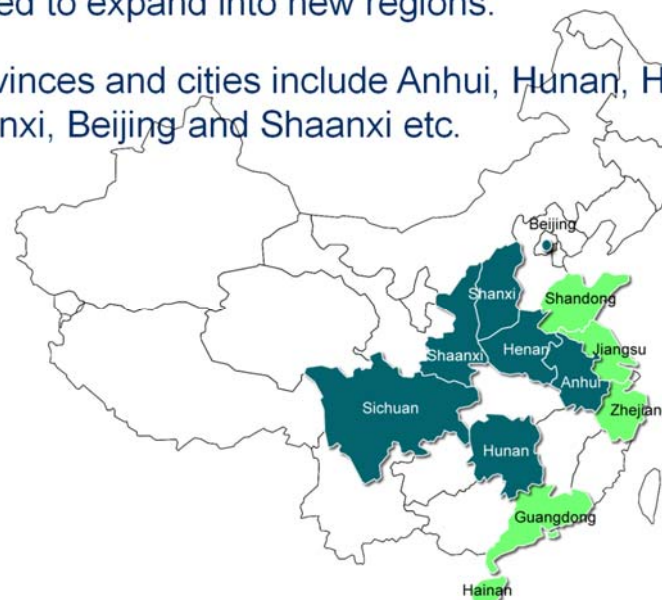 ed to expand into new regions.
vinces and cities include Anhui, Hunan, H
nxi, Beijing and Shaanxi etc.
Beijing
Shanxi
Shandong
Shaanxi
Henan
Jiangsu
Anhui
Sichuan
Zhejian
Hunan
Guangdong
Hainan